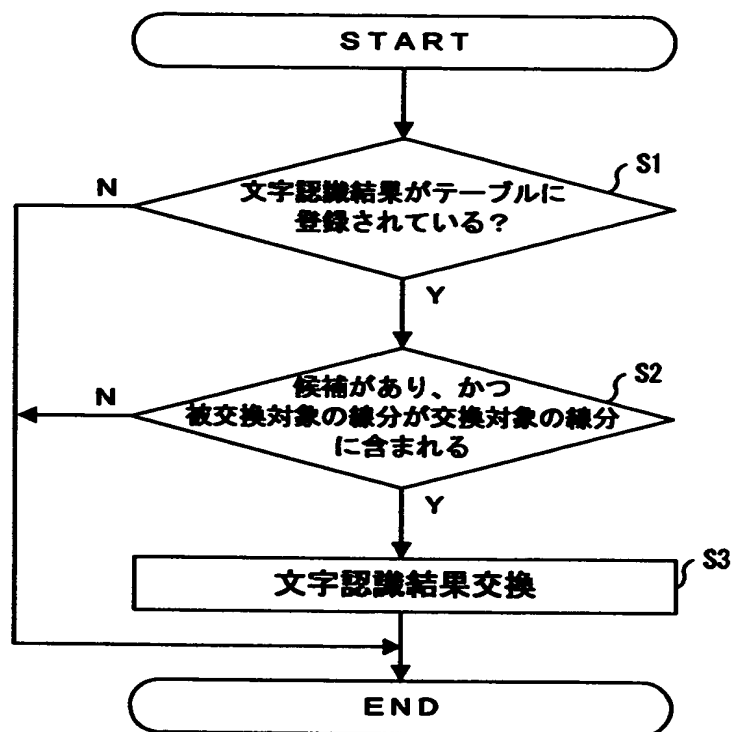 START
S1
文字認識結果がテーブルに
登録されている？
N
Y
S2
候補があり、かつ
被交換対象の線分が交換対象の線分
に含まれる
N
Y
S3
文字認識結果交換
END